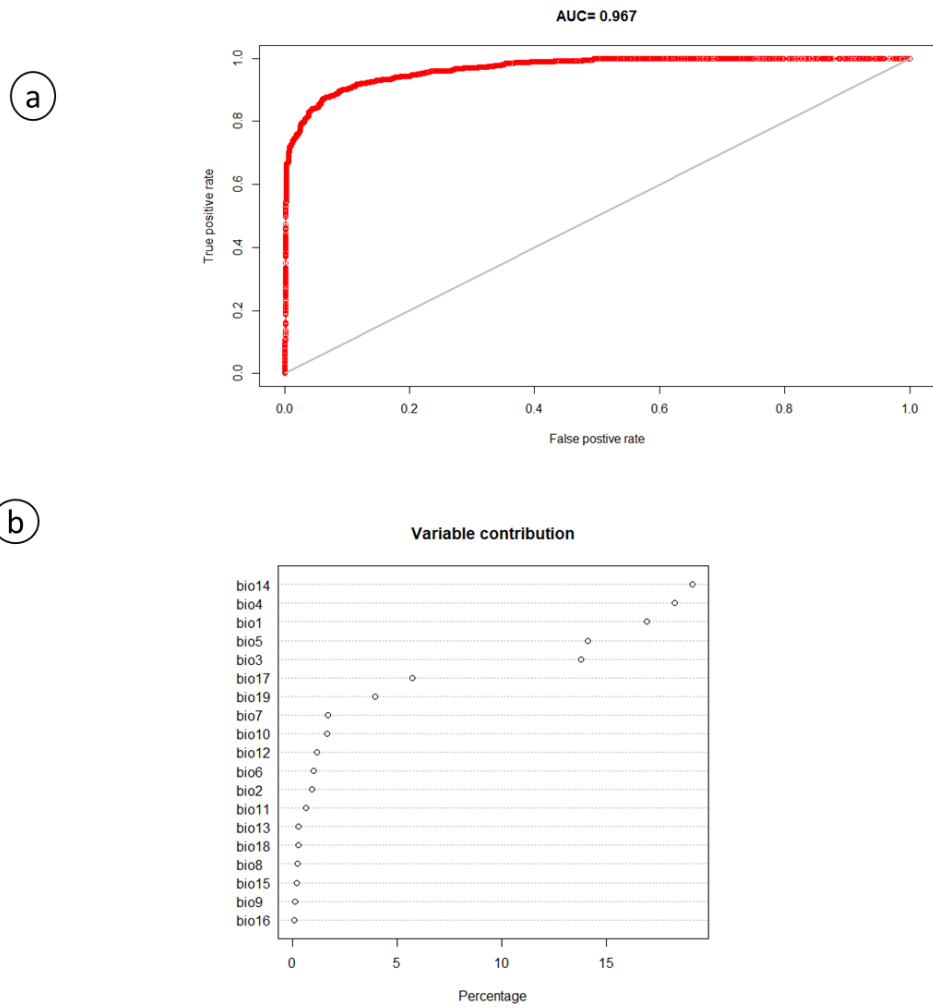 AUC= 0.967
a
1.0
0.8
0.6
0.4
0.2
0.0
True positive rate
0.0 0.2 0.4 0.6 0.8 1.0
False postive rate
b
Variable contribution
bio14
bio4
bio1
bio5
bio3
bio17
bio19
bio7
bio10
bio12
bio6
bio2
bio11
bio13
bio18
bio8
bio15
bio9
bio16
0 5 10 15
Percentage